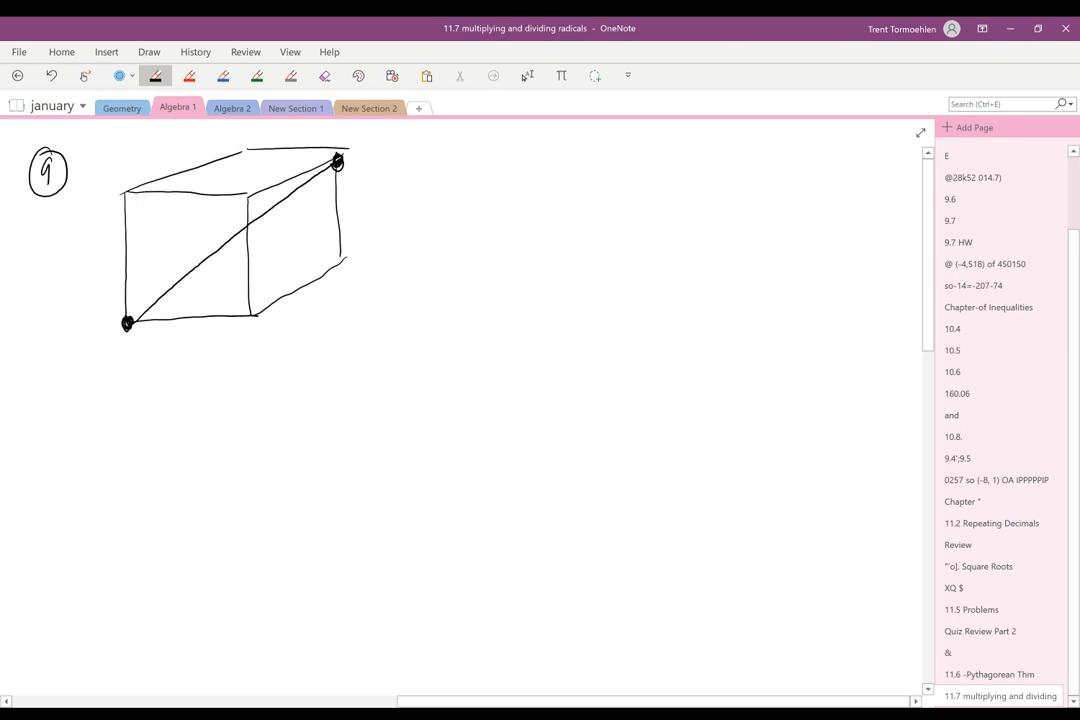 11.7 multiplying and dividing radicals - OneNote
Trent Tormoehlen
File Home Insert Draw History Review View Help
january Geometry Algebra 1 Algebra 2 New Section 1 New Section 2
Search (Ctrl+E)
Add Page
9
E
@28k52 014.7)
9.6
9.7
9.7 HW
@ (-4,518) of 450150
so-14=-207-74
Chapter-of Inequalities
10.4
10.5
10.6
160.06
and
10.8.
9.4';9.5
0257 so (-8, 1) OA IPPPPPIP
Chapter "
11.2 Repeating Decimals
Review
"'o]. Square Roots
XQ $
11.5 Problems
Quiz Review Part 2
&
11.6 -Pythagorean Thm
11.7 multiplying and dividing